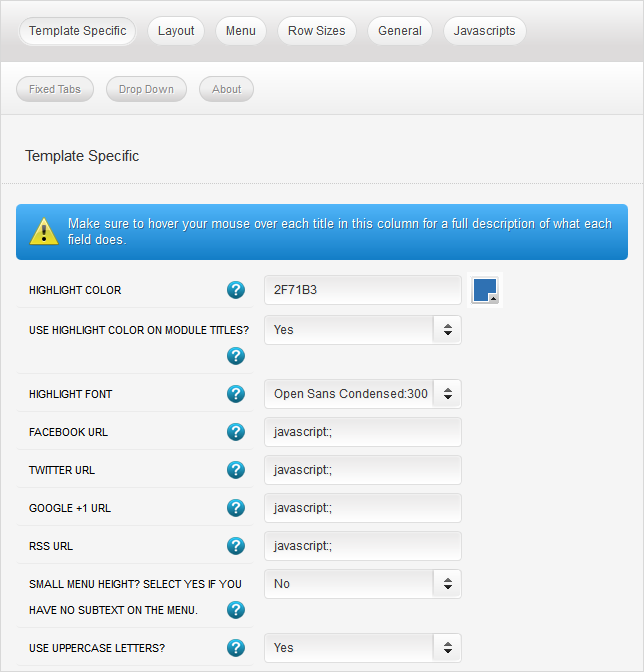 Template Specific Layout Menu Row Sizes General Javascripts
Fixed Tabs Drop Down About
Template Specific
Make sure to hover your mouse over each title in this column for a full description of what each
field does.
HIGHLIGHT COLOR ? 2F71B3
USE HIGHLIGHT COLOR ON MODULE TITLES? Yes
?
HIGHLIGHT FONT ? Open Sans Condensed:300
FACEBOOK URL ? javascript:;
TWITTER URL ? javascript:;
GOOGLE +1 URL ? javascript:;
RSS URL ? javascript:;
SMALL MENU HEIGHT? SELECT YES IF YOU No
HAVE NO SUBTEXT ON THE MENU. ?
USE UPPERCASE LETTERS? ? Yes